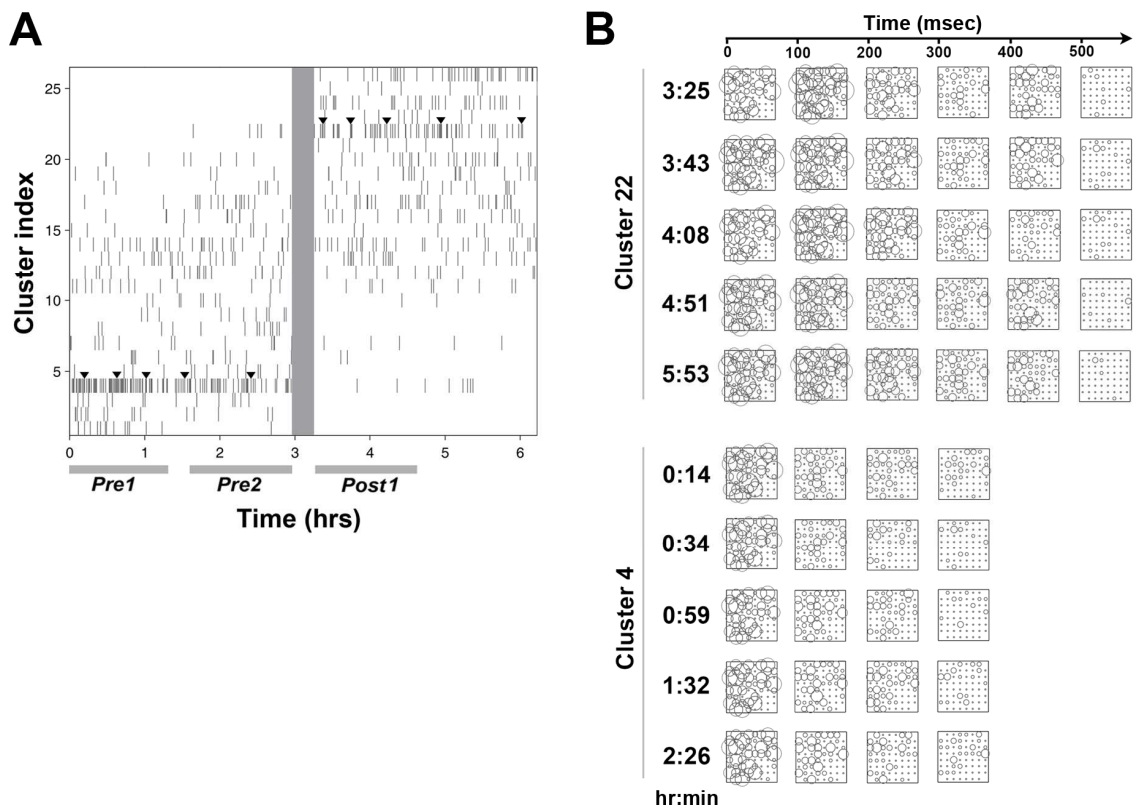 A
Cluster index
25
20
15
10
5
0
1
2
3
4
5
6
Pre1
Pre2
Post1
Time (hrs)
B
Time (msec)
0
100
200
300
400
500
Cluster 22
3:25
3:43
4:08
4:51
5:53
Cluster 4
0:14
0:34
0:59
1:32
2:26
hr:min